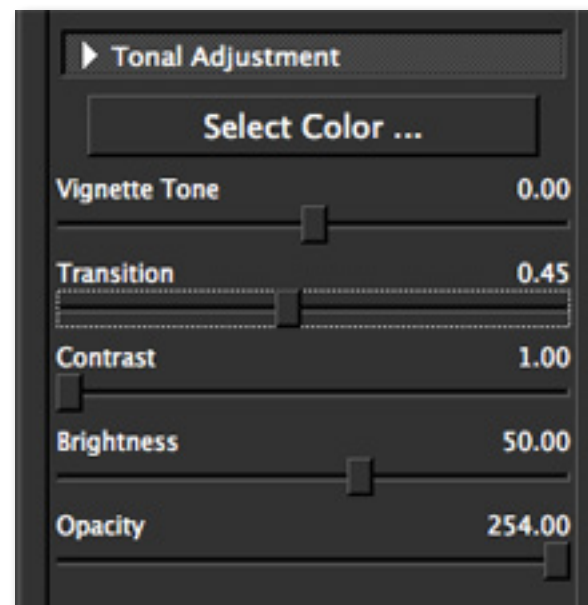 Tonal Adjustment
Select Color ...
Vignette Tone 0.00
Transition 0.45
Contrast 1.00
Brightness 50.00
Opacity 254.00